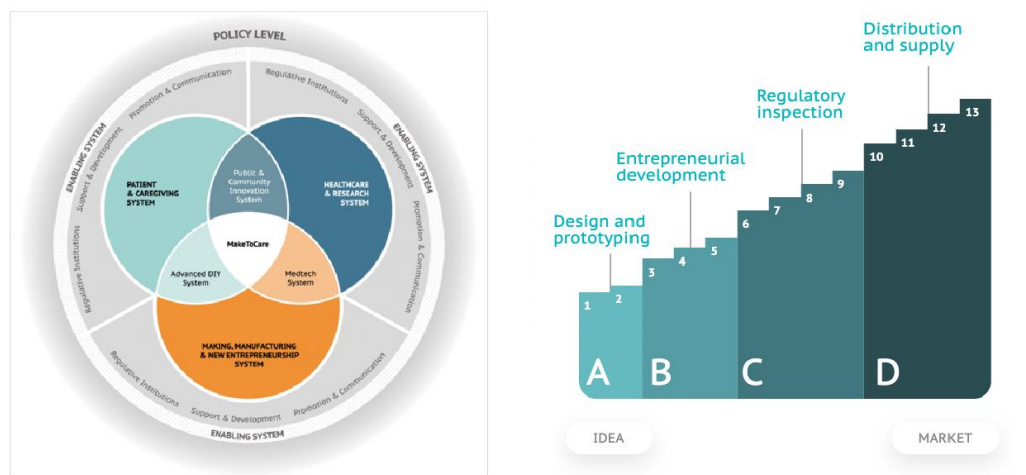 POLICY LEVEL
Promotion & Communication
Support & Development
Regulative Institutions
ENABLING SYSTEM
Regulative Institutions
Support & Development
Promotion & Communication
ENABLING SYSTEM
PATIENT
& CAREGIVING
SYSTEM
Public &
Community
Innovation
System
HEALTHCARE
& RESEARCH
SYSTEM
MakeToCare
Advanced DIY
System
Medtech
System
MAKING, MANUFACTURING
& NEW ENTREPRENEURSHIP
SYSTEM
Regulative Institutions
Support & Development
Promotion & Communication
ENABLING SYSTEM
Design and
prototyping
Entrepreneurial
development
Regulatory
inspection
Distribution
and supply
1
2
3
4
5
6
7
8
9
10
11
12
13
A
B
C
D
IDEA
MARKET